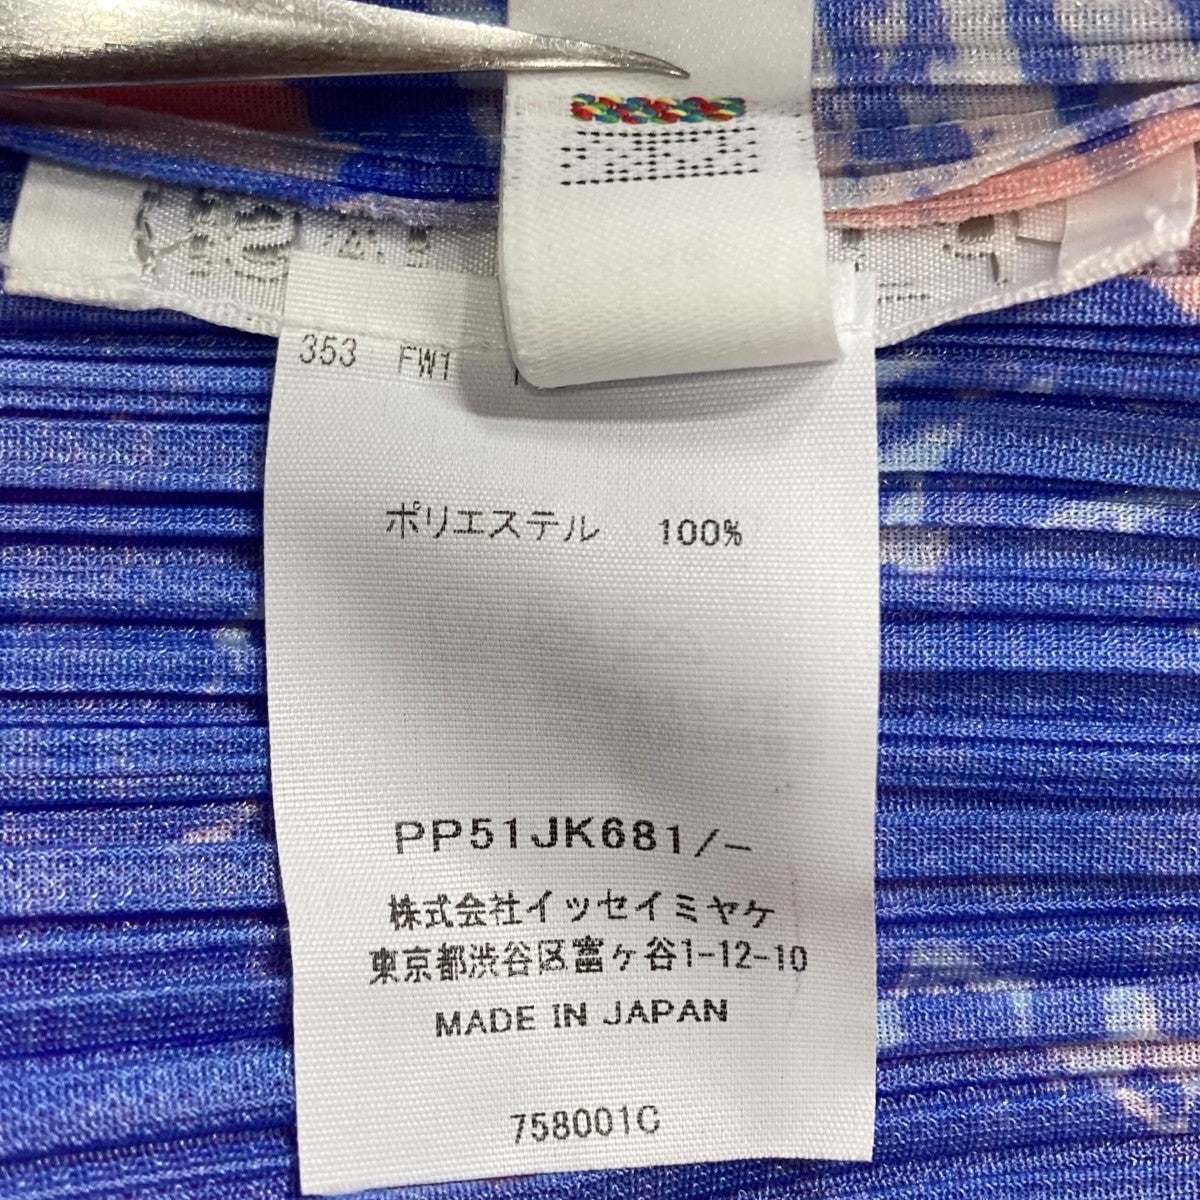 353 FW1
ポリエステル 100%
PP51JK681/-
株式会社イッセイミヤケ
東京都渋谷区富ヶ谷1-12-10
MADE IN JAPAN
758001C